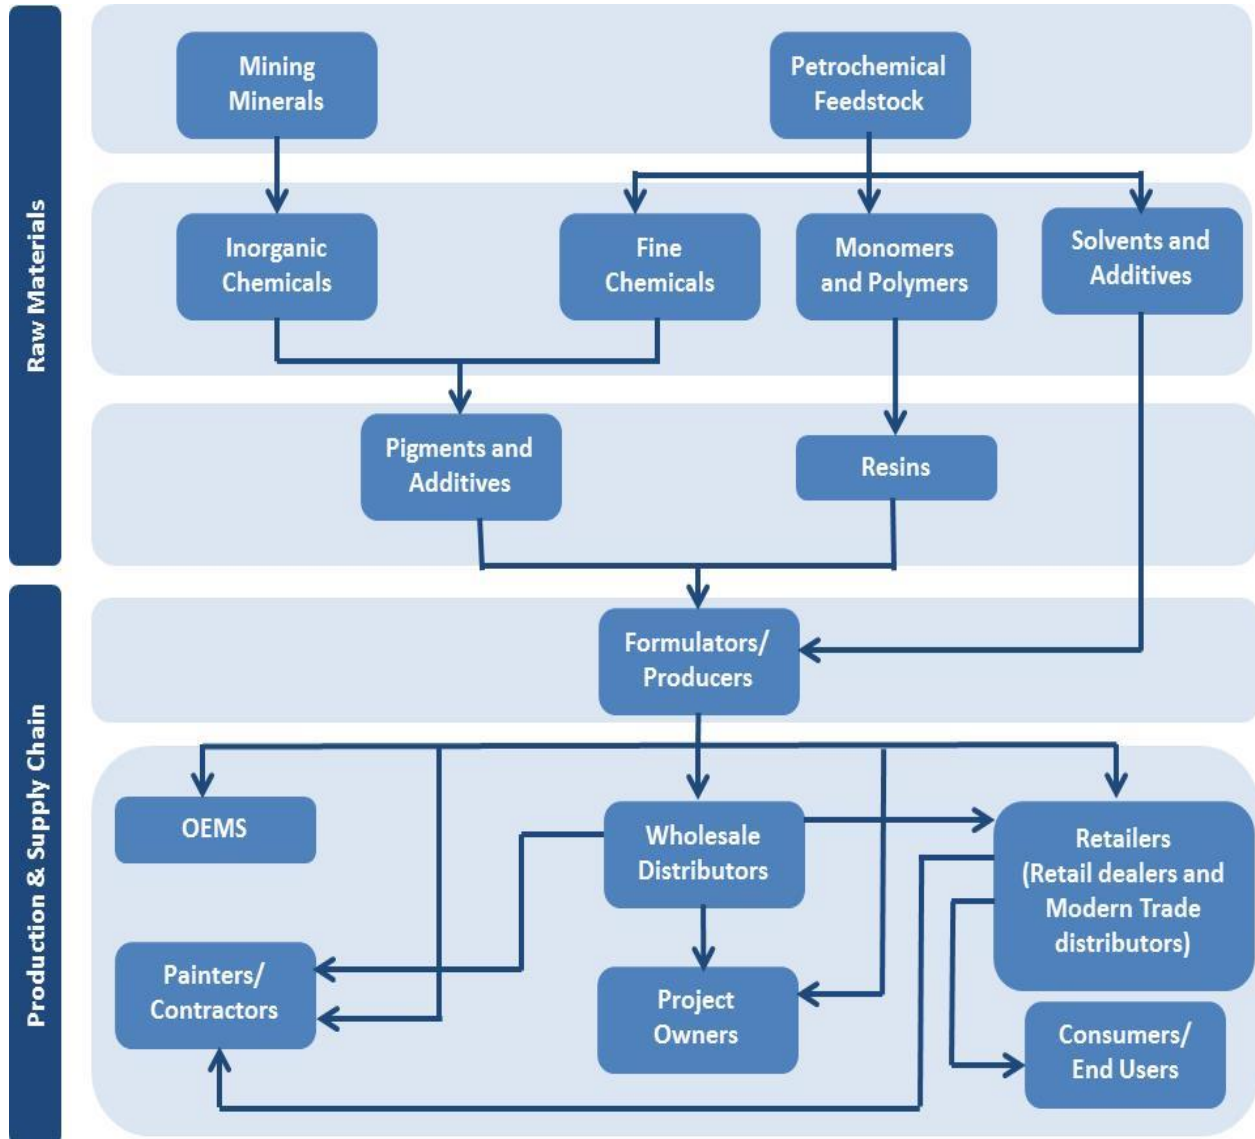 Raw Materials
Mining
Minerals
Petrochemical
Feedstock
Inorganic
Chemicals
Fine
Chemicals
Monomers
and Polymers
Solvents and
Additives
Pigments and
Additives
Resins
Production & Supply Chain
Formulators/
Producers
OEMS
Wholesale
Distributors
Retailers
(Retail dealers and
Modern Trade
distributors)
Painters/
Contractors
Project
Owners
Consumers/
End Users